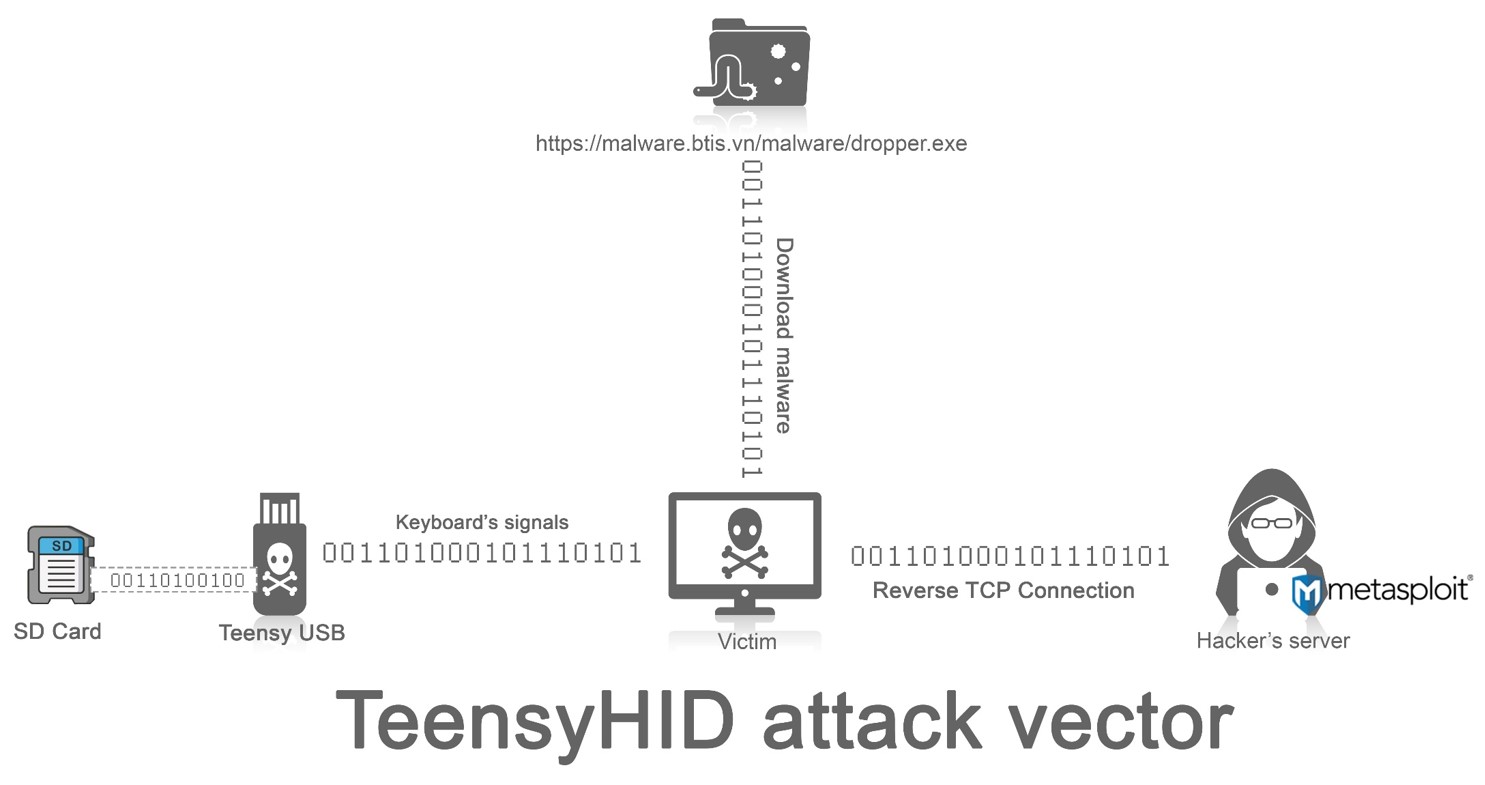 https://malware.btis.vn/malware/dropper.exe
001101000101110101
Download malware
SD
00110100100
SD Card
Teensy USB
Keyboard's signals
001101000101110101
Victim
001101000101110101
Reverse TCP Connection
metasploit®
Hacker's server
TeensyHID attack vector